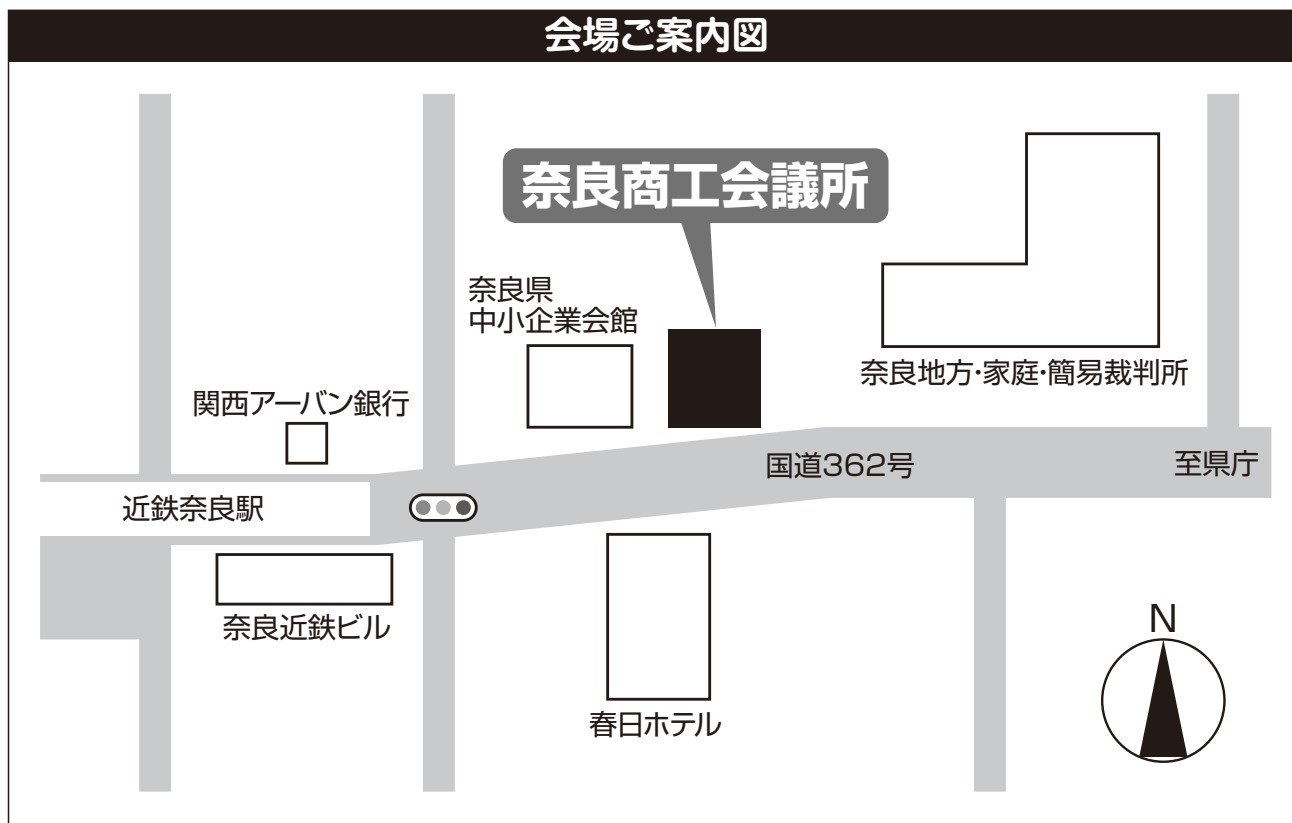 会場ご案内図
奈良商工会議所
奈良県
中小企業会館
奈良地方・家庭・簡易裁判所
関西アーバン銀行
国道362号
至県庁
近鉄奈良駅
奈良近鉄ビル
春日ホテル
N